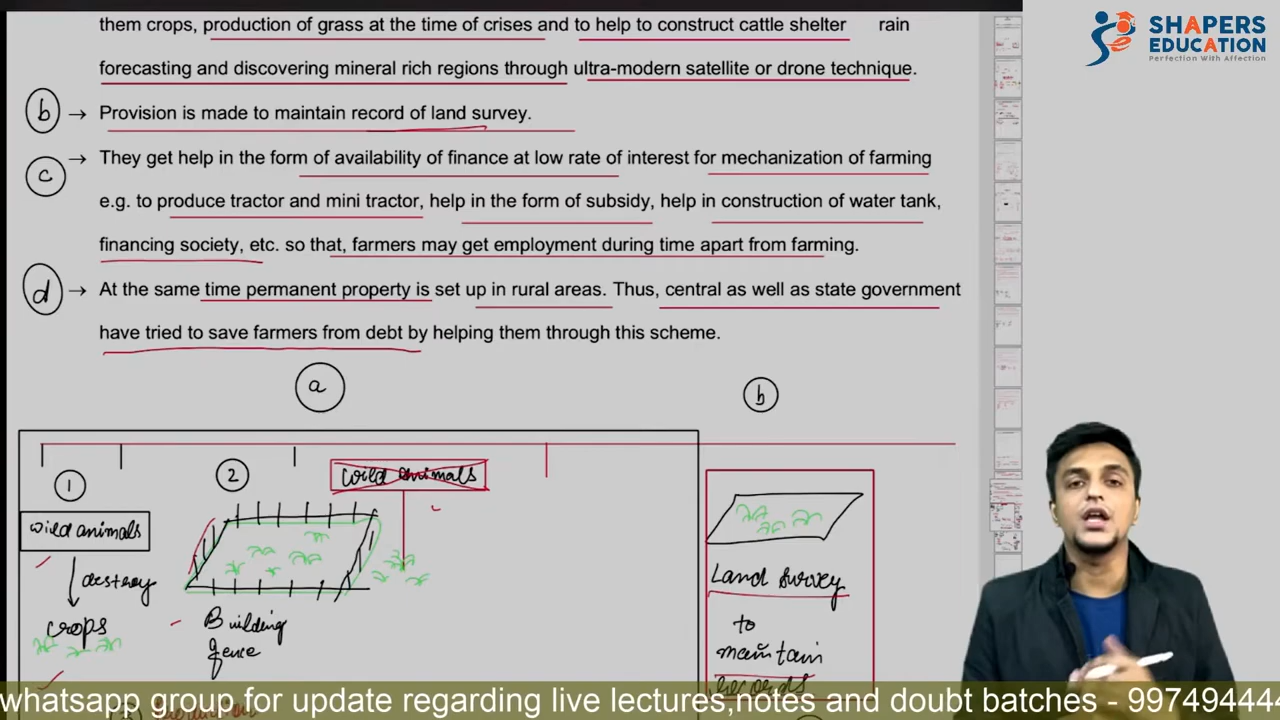 them crops, production of grass at the time of crises and to help to construct cattle shelter rain
foocasting and discovering mineral rich regions through ultra-modern satellite or drone technique.
b → Provision is made to maintain record of land survey.
c → They get help in the form of availability of finance at low rate of interest for mechanization of farming
e.g. to produce tractor and mini tractor, help in the form of subsidy, help in construction of water tank,
financing society, etc. so that, farmers may get employment during time apart from farming.
d → At the same time permanent property is set up in rural areas. Thus, central as well as state government
have tried to save farmers from debt by helping them through this scheme.
a
b
1
2
wild animals
wild animals
destroy
crops
Building
fence
Land survey
to
maintain
records
SHAPERS
EDUCATION
Perfection With Affection
whatsapp group for update regarding live lectures,notes and doubt batches - 997494444